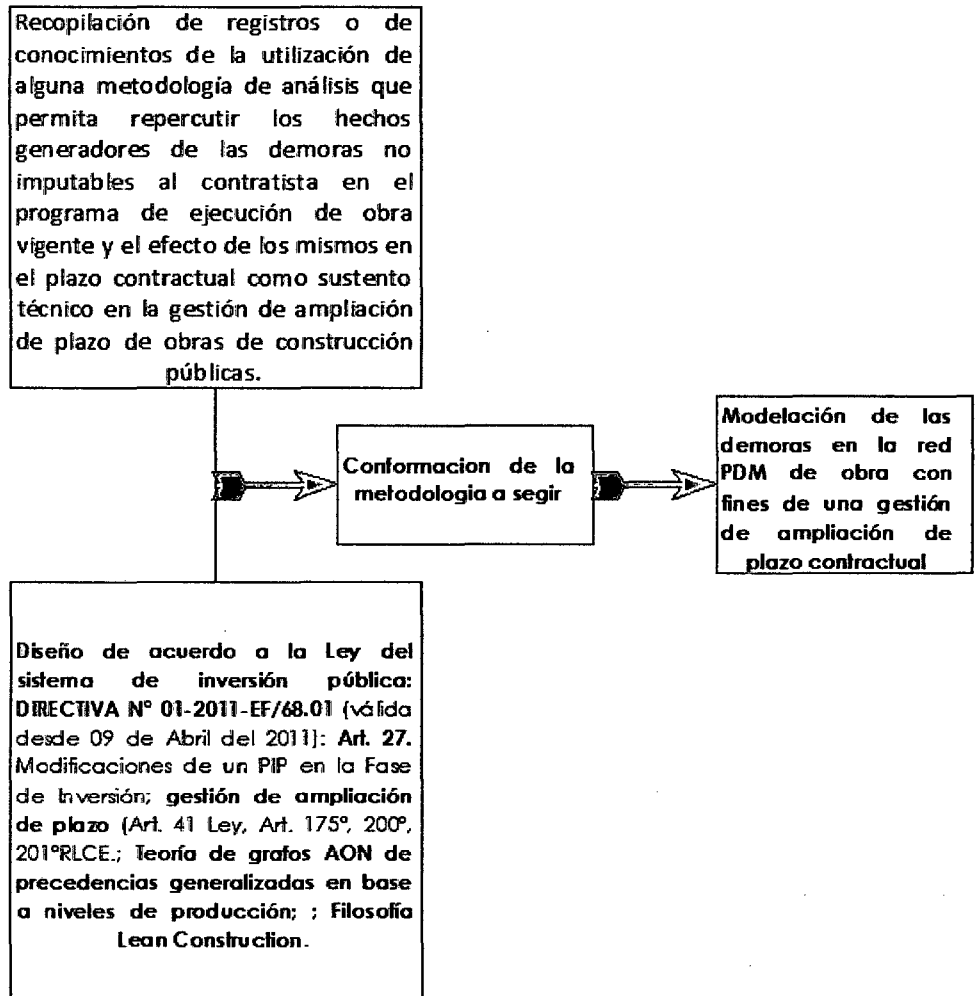 Recopilación de registros o de
conocimientos de la utilización de
alguna metodología de análisis que
permita repercutir los hechos
generadores de las demoras no
imputables al contratista en el
programa de ejecución de obra
vigente y el efecto de los mismos en
el plazo contractual como sustento
técnico en la gestión de ampliación
de plazo de obras de construcción
públicas.
Conformacion de la
metodologia a segir
Modelación de las
demoras en la red
PDM de obra con
fines de una gestión
de ampliación de
plazo contractual
Diseño de acuerdo a la Ley del
sistema de inversión pública:
DIRECTIVA Nº 01-2011-EF/68.01 (válida
desde 09 de Abril del 2011): Art. 27.
Modificaciones de un PIP en la Fase
de Inversión; gestión de ampliación
de plazo (Art. 41 Ley, Art. 175º, 200º,
201ºRLCE.; Teoría de grafos AON de
precedencias generalizadas en base
a niveles de producción; ; Filosofía
Lean Construction.